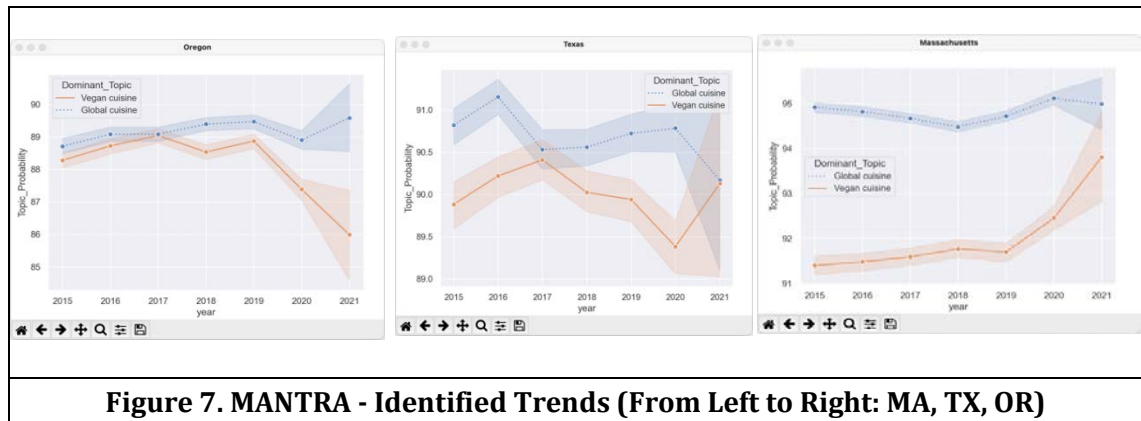 Oregon
Dominant_Topic
Vegan cuisine
Global cuisine
Topic_Probability
90
89
88
87
86
85
2015 2016 2017 2018 2019 2020 2021
year
Texas
Dominant_Topic
Global cuisine
Vegan cuisine
Topic_Probability
91.0
90.5
90.0
89.5
89.0
2015 2016 2017 2018 2019 2020 2021
year
Massachusetts
Dominant_Topic
Global cuisine
Vegan cuisine
Topic_Probability
95
94
93
92
91
2015 2016 2017 2018 2019 2020 2021
year
Figure 7. MANTRA - Identified Trends (From Left to Right: MA, TX, OR)